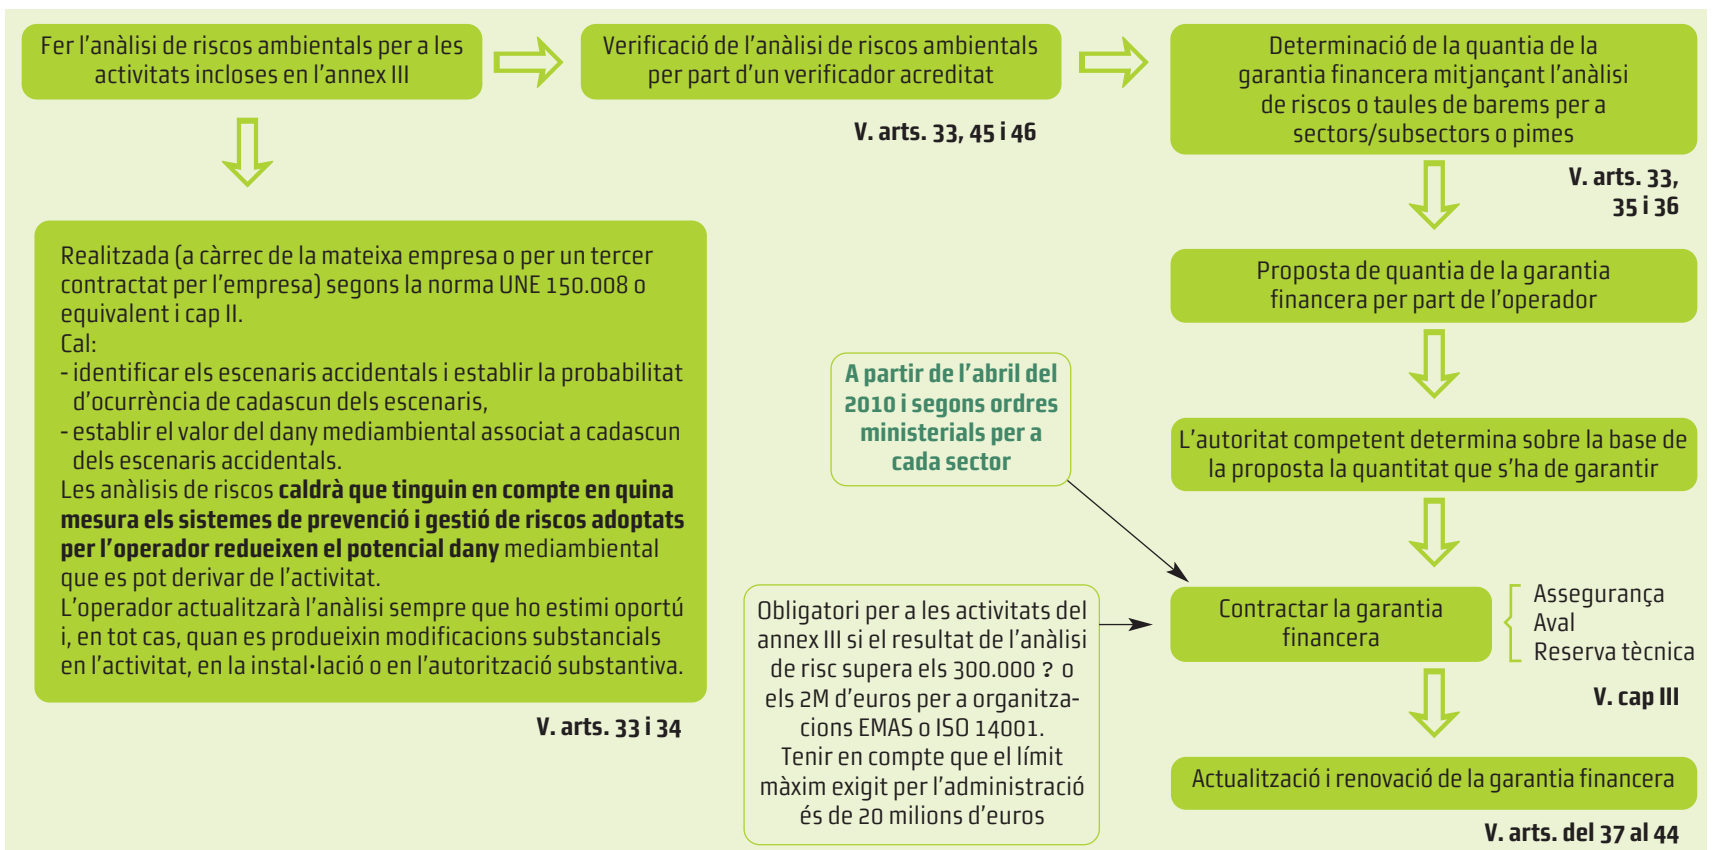 Fer l'anàlisi de riscos ambientals per a les
activitats incloses en l'annex III
Verificació de l'anàlisi de riscos ambientals
per part d'un verificador acreditat
V. arts. 33, 45 i 46
Determinació de la quantia de la
garantia financera mitjançant l'anàlisi
de riscos o taules de barems per a
sectors/subsectors o pimes
V. arts. 33,
35 i 36
Realitzada (a càrrec de la mateixa empresa o per un tercer
contractat per l'empresa) segons la norma UNE 150.008 o
equivalent i cap II.
Cal:
- identificar els escenaris accidentals i establir la probabilitat
d'ocurrència de cadascun dels escenaris,
- establir el valor del dany mediambiental associat a cadascun
dels escenaris accidentals.
Les anàlisis de riscos caldrà que tinguin en compte en quina
mesura els sistemes de prevenció i gestió de riscos adoptats
per l'operador redueixen el potencial dany mediambiental
que es pot derivar de l'activitat.
L'operador actualitzarà l'anàlisi sempre que ho estimi oportú
i, en tot cas, quan es produeixin modificacions substancials
en l'activitat, en la instal·lació o en l'autorització substantiva.
V. arts. 33 i 34
Proposta de quantia de la garantia
financera per part de l'operador
L'autoritat competent determina sobre la base de
la proposta la quantitat que s'ha de garantir
A partir de l'abril del
2010 i segons ordres
ministerials per a
cada sector
Obligatori per a les activitats del
annex III si el resultat de l'anàlisi
de risc supera els 300.000 ? o
els 2M d'euros per a organitza-
cions EMAS o ISO 14001.
Tenir en compte que el límit
màxim exigit per l'administració
és de 20 milions d'euros
Contractar la garantia
financera
Assegurança
Aval
Reserva tècnica
V. cap III
Actualització i renovació de la garantia financera
V. arts. del 37 al 44